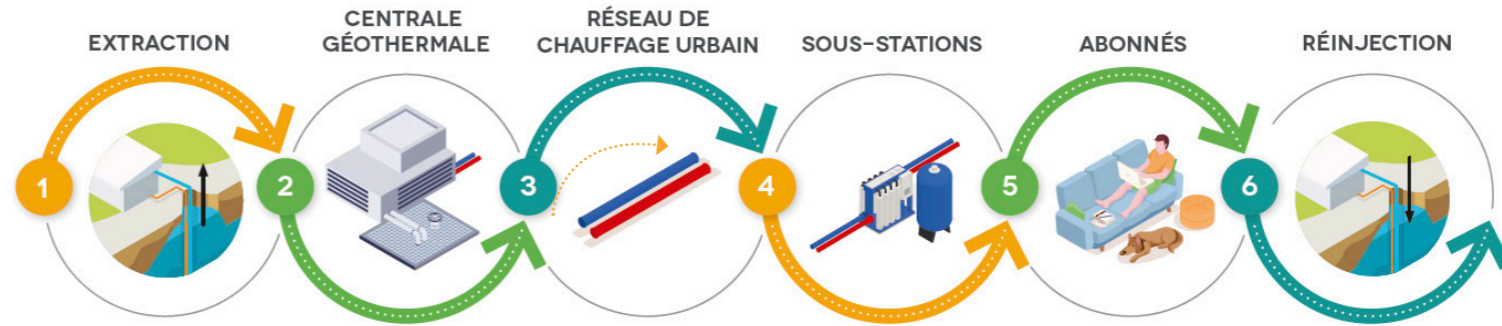 EXTRACTION
CENTRALE
GÉOTHERMALE
RÉSEAU DE
CHAUFFAGE URBAIN
SOUS-STATIONS
ABONNÉS
RÉINJECTION
1
2
3
4
5
6